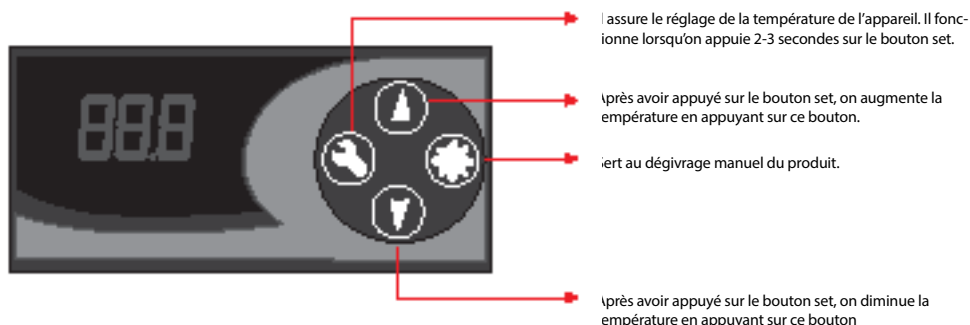 88.8
l assure le réglage de la température de l'appareil. Il fonc-
ionne lorsqu'on appuie 2-3 secondes sur le bouton set.
Après avoir appuyé sur le bouton set, on augmente la
empérature en appuyant sur ce bouton.
Sert au dégivrage manuel du produit.
Après avoir appuyé sur le bouton set, on diminue la
empérature en appuyant sur ce bouton